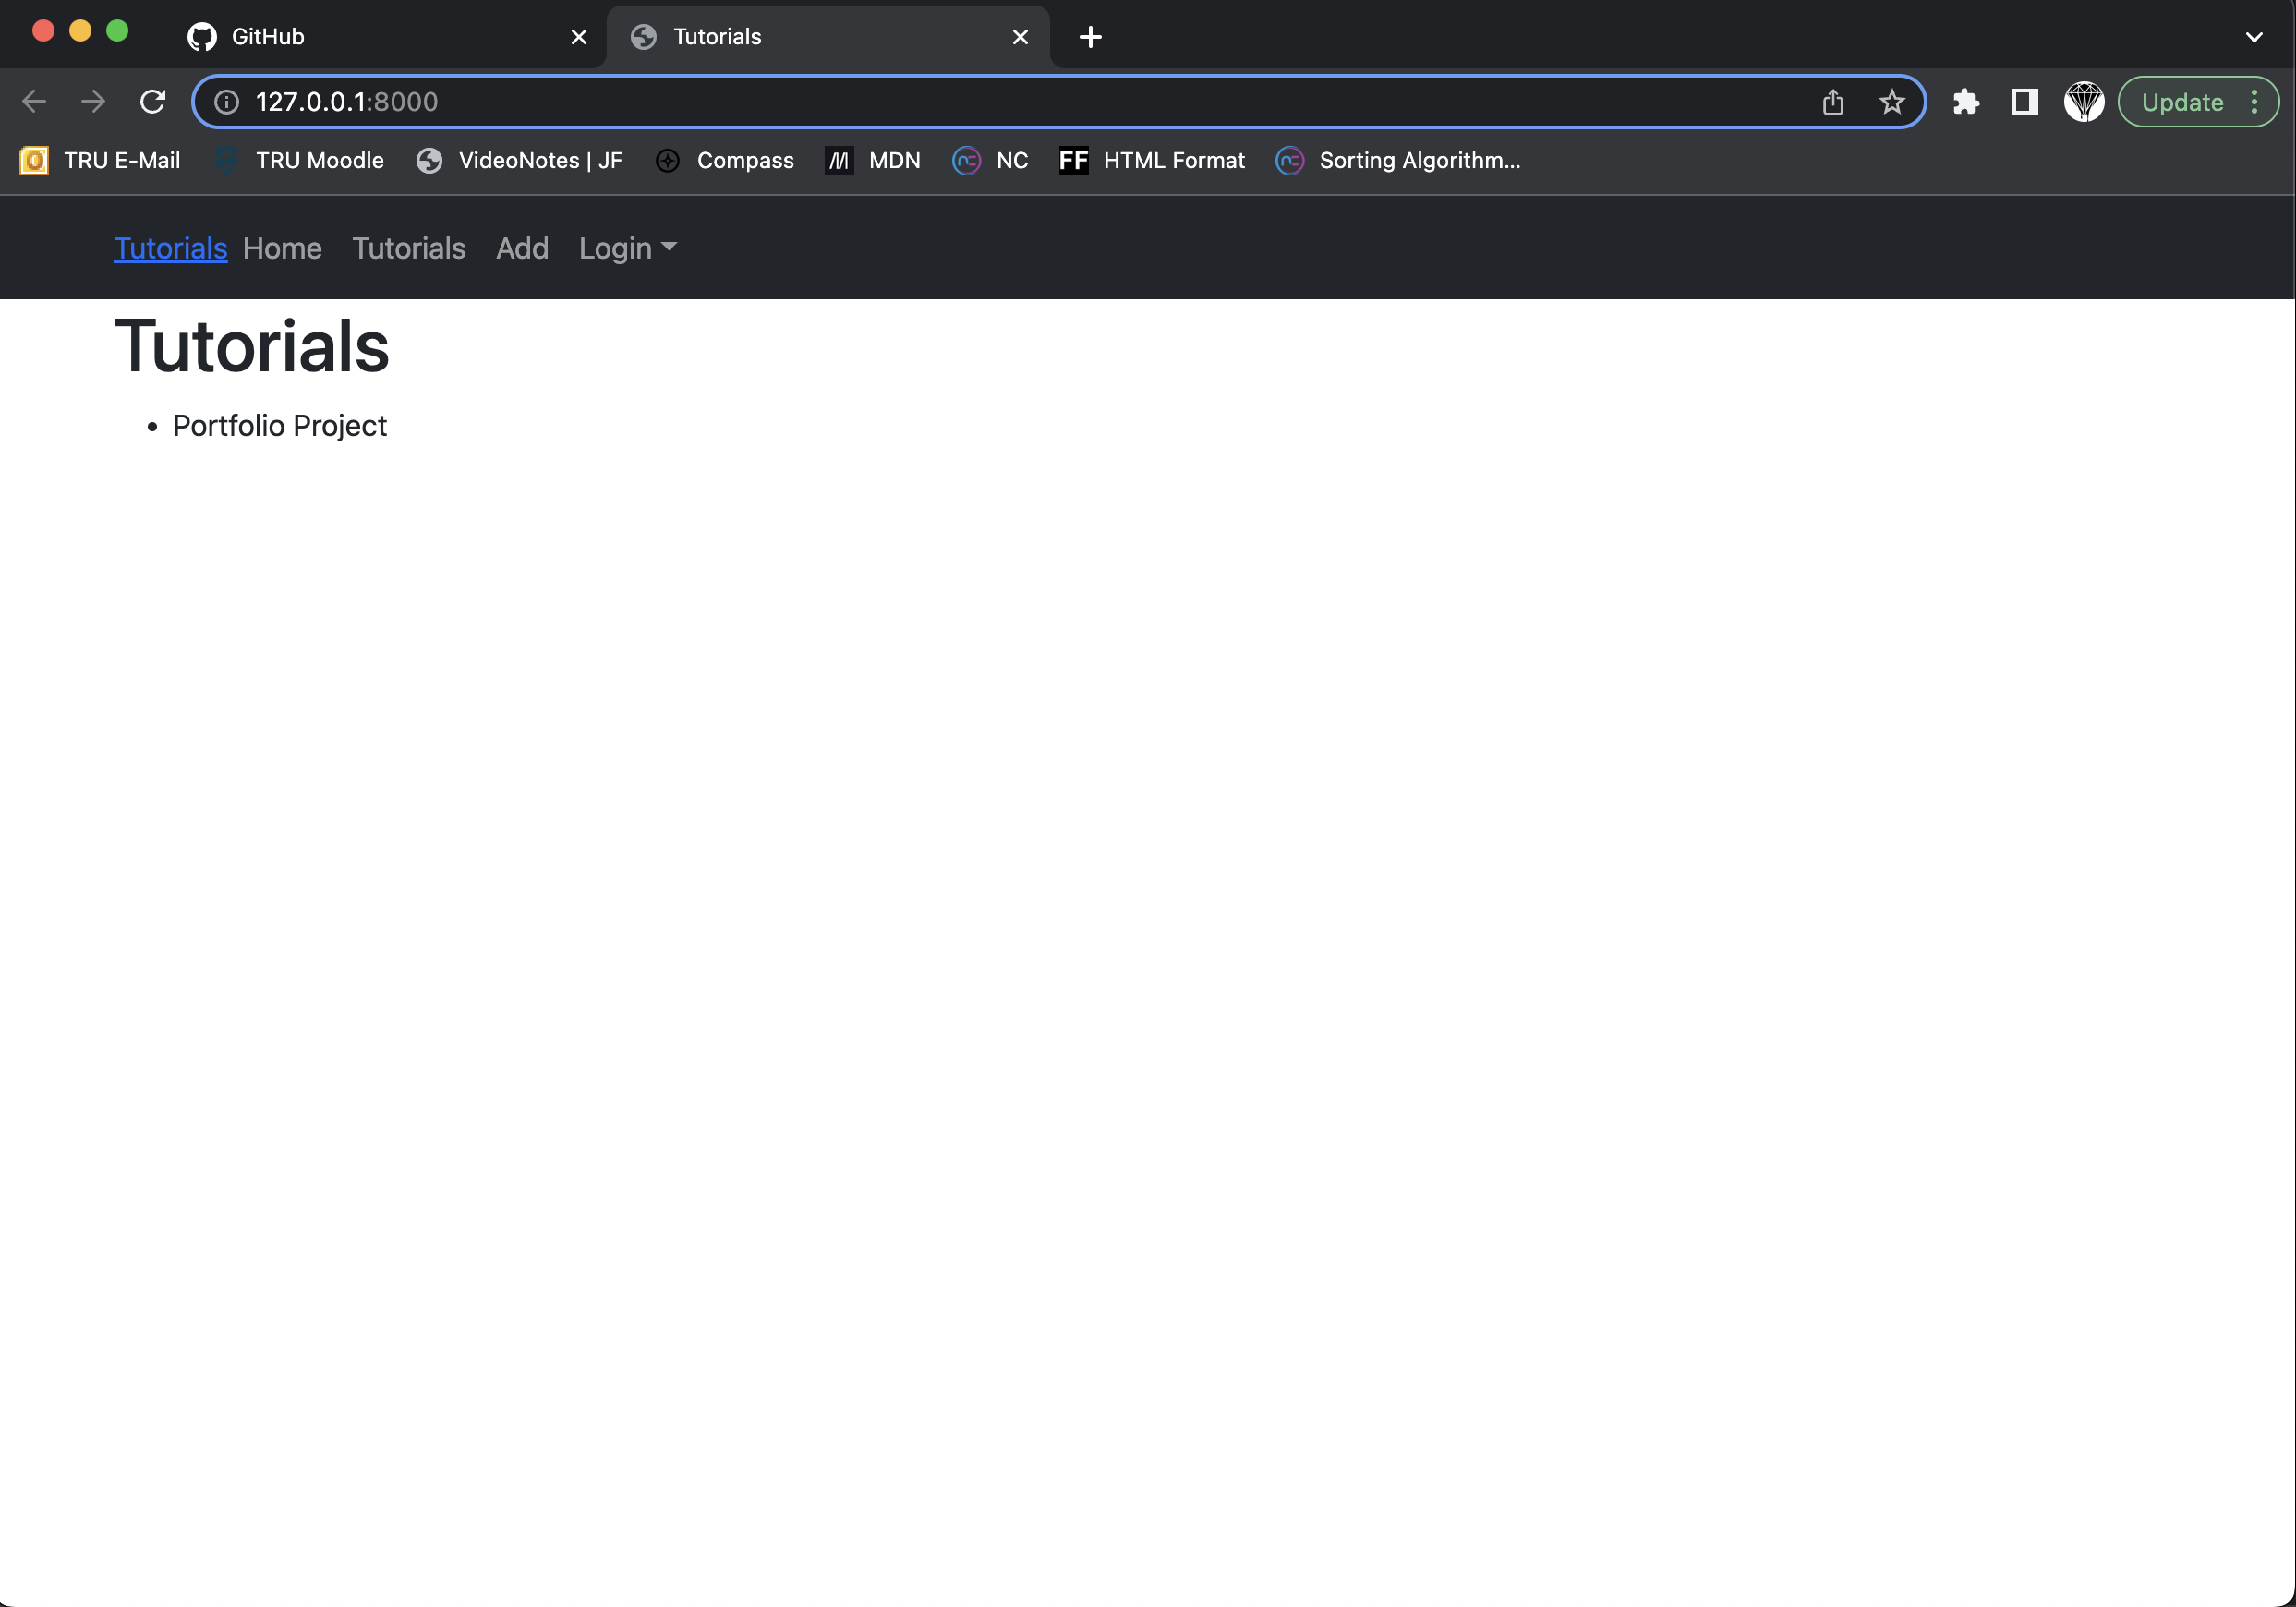 GitHub
Tutorials
127.0.0.1:8000
Update
TRU E-Mail
TRU Moodle
VideoNotes | JF
Compass
MDN
NC
FF HTML Format
Sorting Algorithm...
Tutorials Home Tutorials Add Login
Tutorials
• Portfolio Project